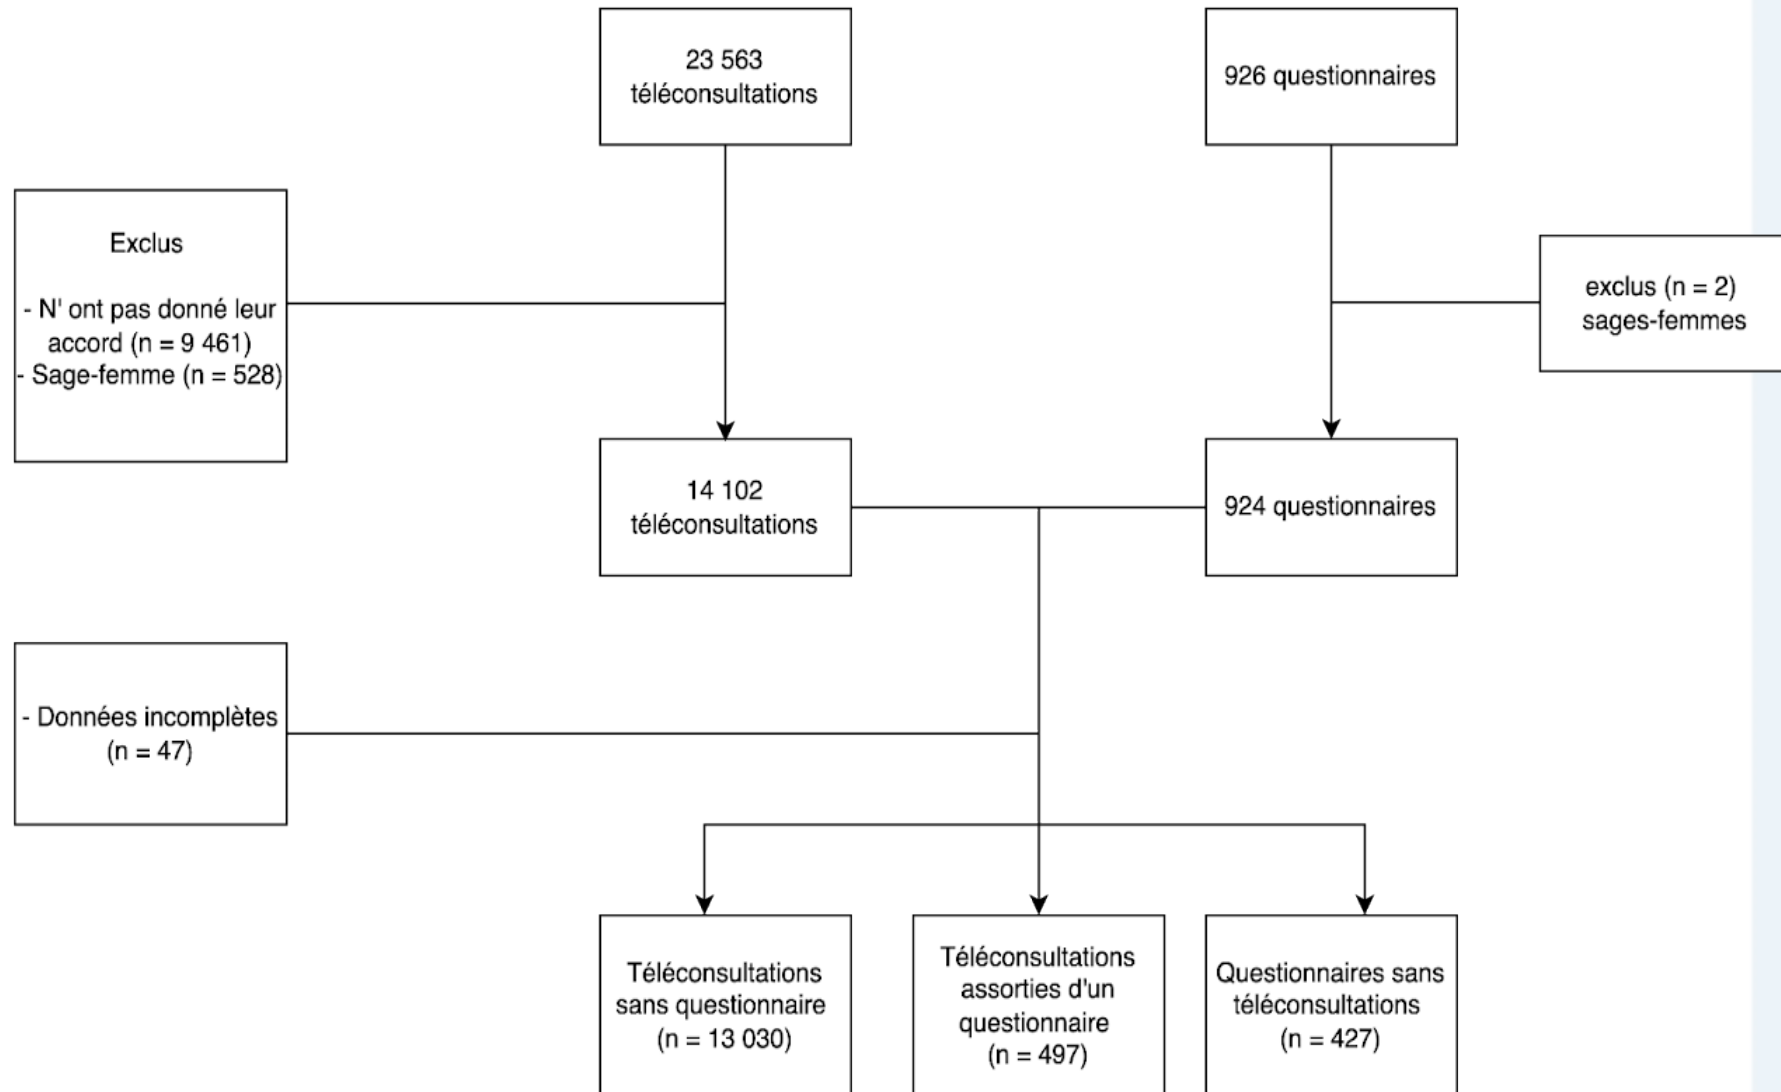 23 563
téléconsultations
926 questionnaires
Exclus
- N' ont pas donné leur
accord (n = 9 461)
- Sage-femme (n = 528)
exclus (n = 2)
sages-femmes
14 102
téléconsultations
924 questionnaires
- Données incomplètes
(n = 47)
Téléconsultations
sans questionnaire
(n = 13 030)
Téléconsultations
assorties d'un
questionnaire
(n = 497)
Questionnaires sans
téléconsultations
(n = 427)